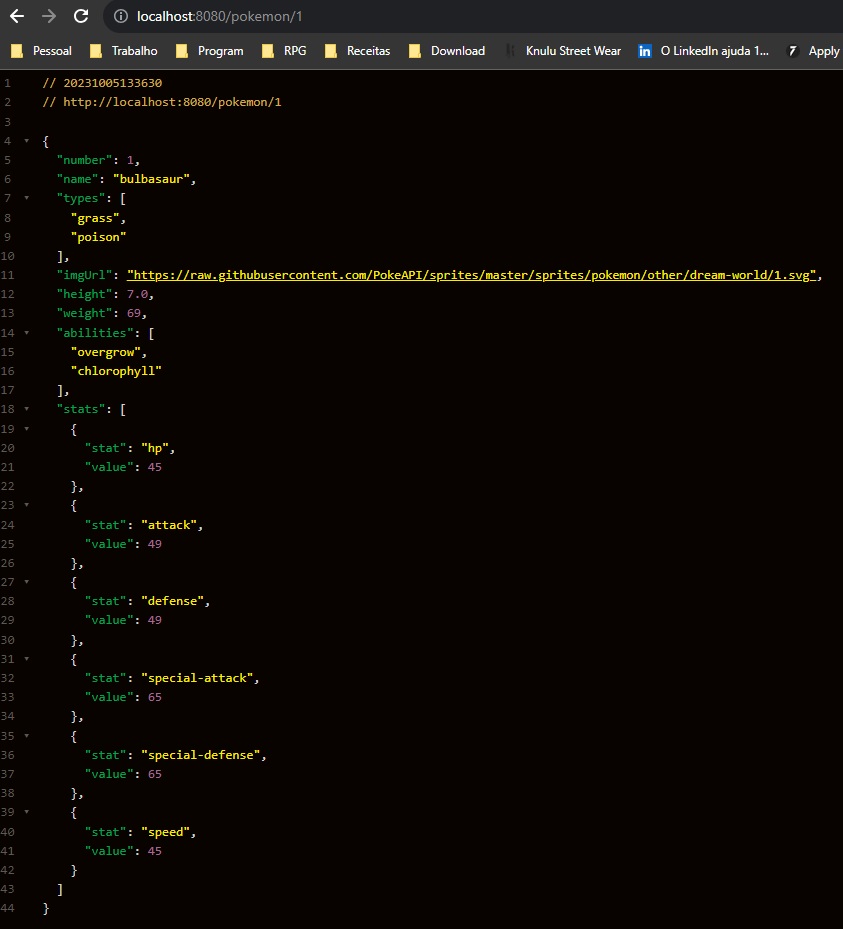 localhost:8080/pokemon/1
Pessoal Trabalho Program RPG Receitas Download Knulu Street Wear in O LinkedIn ajuda 1... 7 Apply
1 // 20231005133630
2 // http://localhost:8080/pokemon/1
3
4 {
5 "number": 1,
6 "name": "bulbasaur",
7 "types": [
8 "grass",
9 "poison"
10 ],
11 "imgUrl": "https://raw.githubusercontent.com/PokeAPI/sprites/master/sprites/pokemon/other/dream-world/1.svg",
12 "height": 7.0,
13 "weight": 69,
14 "abilities": [
15 "overgrow",
16 "chlorophyll"
17 ],
18 "stats": [
19 {
20 "stat": "hp",
21 "value": 45
22 },
23 {
24 "stat": "attack",
25 "value": 49
26 },
27 {
28 "stat": "defense",
29 "value": 49
30 },
31 {
32 "stat": "special-attack",
33 "value": 65
34 },
35 {
36 "stat": "special-defense",
37 "value": 65
38 },
39 {
40 "stat": "speed",
41 "value": 45
42 }
43 ]
44 }